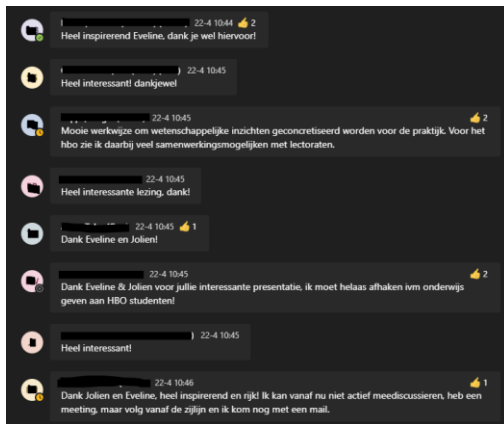 22-4 10:44 👍 2
Heel inspirerend Eveline, dank je wel hiervoor!
22-4 10:45
Heel interessant! dankjewel
22-4 10:45 👍 2
Mooie werkwijze om wetenschappelijke inzichten geconcretiseerd worden voor de praktijk. Voor het
hbo zie ik daarbij veel samenwerkingsmogelijken met lectoraten.
22-4 10:45
Heel interessante lezing, dank!
22-4 10:45 👍 1
Dank Eveline en Jolien!
22-4 10:45 👍 2
Dank Eveline & Jolien voor jullie interessante presentatie, ik moet helaas afhaken ivm onderwijs
geven aan HBO studenten!
) 22-4 10:45
Heel interessant!
22-4 10:46 👍 1
Dank Jolien en Eveline, heel inspirerend en rijk! Ik kan vanaf nu niet actief meediscussieren, heb een
meeting, maar volg vanaf de zijlijn en ik kom nog met een mail.